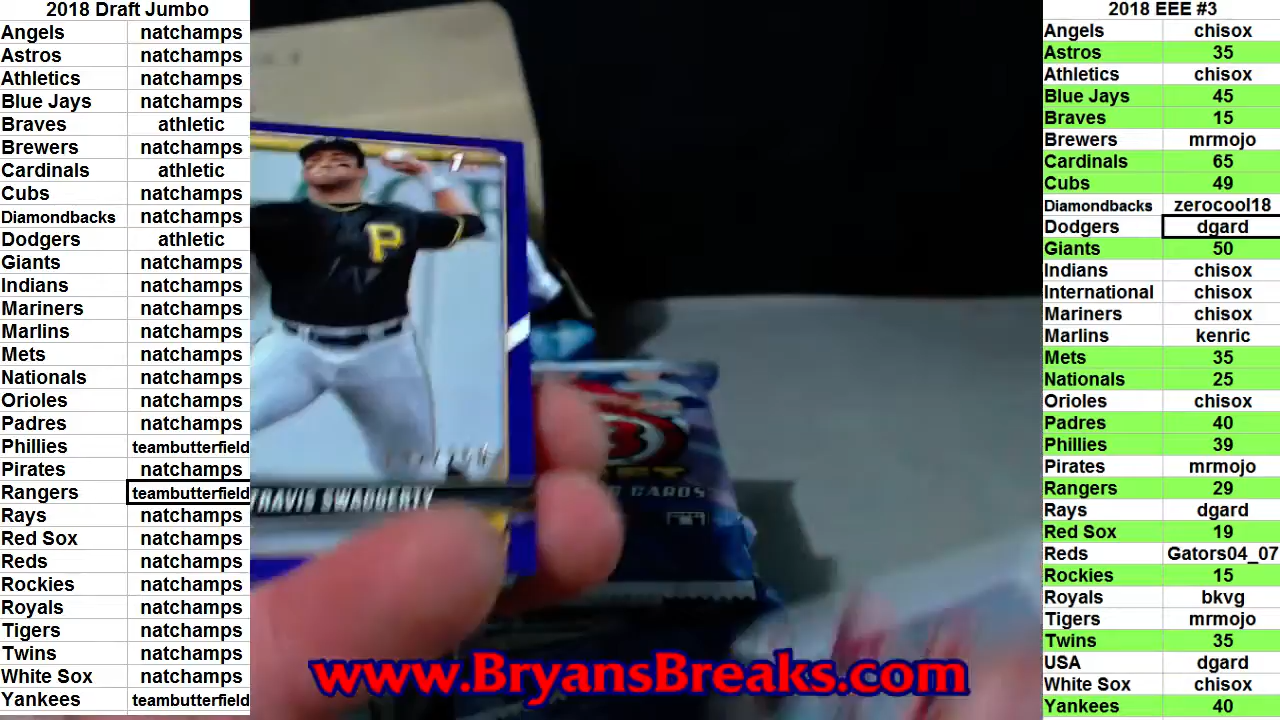 2018 Draft Jumbo
Angels natchamps
Astros natchamps
Athletics natchamps
Blue Jays natchamps
Braves athletic
Brewers natchamps
Cardinals athletic
Cubs natchamps
Diamondbacks natchamps
Dodgers athletic
Giants natchamps
Indians natchamps
Mariners natchamps
Marlins natchamps
Mets natchamps
Nationals natchamps
Orioles natchamps
Padres natchamps
Phillies teambutterfield
Pirates natchamps
Rangers teambutterfield
Rays natchamps
Red Sox natchamps
Reds natchamps
Rockies natchamps
Royals natchamps
Tigers natchamps
Twins natchamps
White Sox natchamps
Yankees teambutterfield
1
P
TRAVIS SWAGGERTY
B
CARDS
www.BryansBreaks.com
2018 EEE #3
Angels chisox
Astros 35
Athletics chisox
Blue Jays 45
Braves 15
Brewers mrmojo
Cardinals 65
Cubs 49
Diamondbacks zerocool18
Dodgers dgard
Giants 50
Indians chisox
International chisox
Mariners chisox
Marlins kenric
Mets 35
Nationals 25
Orioles chisox
Padres 40
Phillies 39
Pirates mrmojo
Rangers 29
Rays dgard
Red Sox 19
Reds Gators04_07
Rockies 15
Royals bkvg
Tigers mrmojo
Twins 35
USA dgard
White Sox chisox
Yankees 40